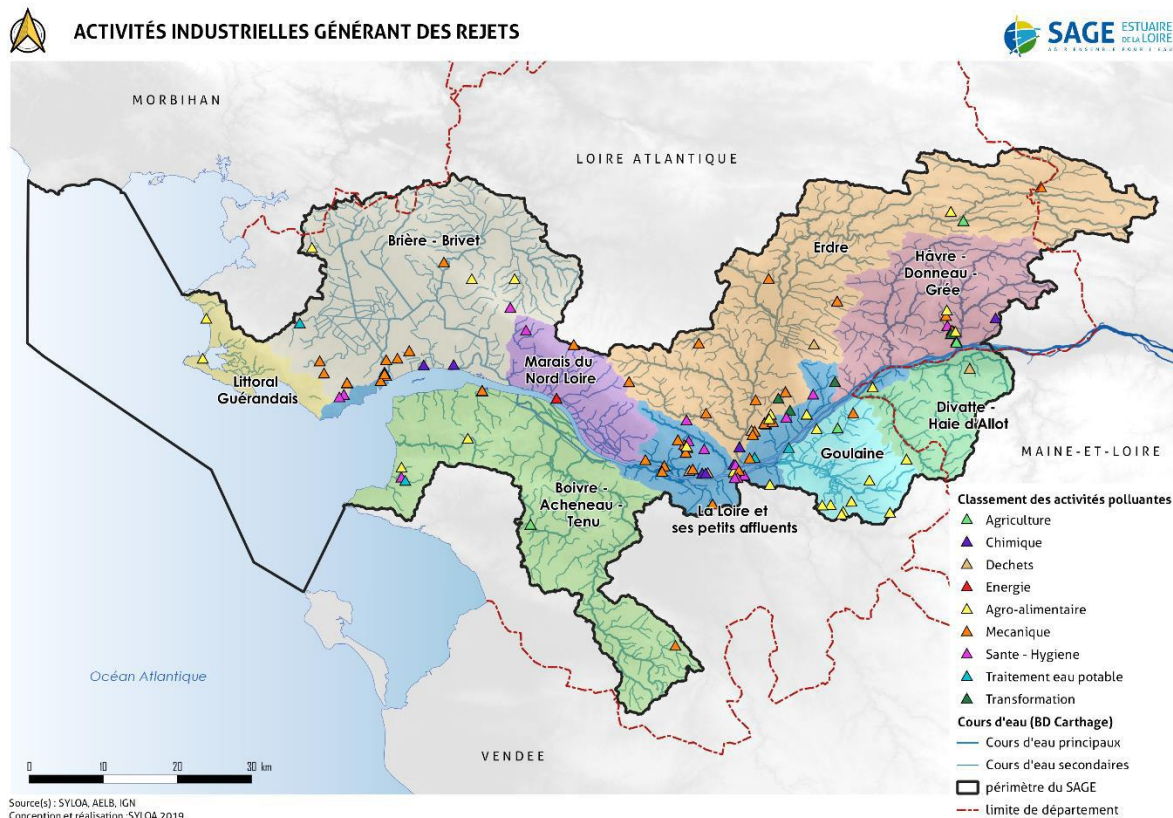 ACTIVITÉS INDUSTRIELLES GÉNÉRANT DES REJETS
SAGE ESTUAIRE
DE LA LOIRE
MORBIHAN
LOIRE ATLANTIQUE
Brière - Brivet
Erdre
Hâvre -
Donneau -
Grée
Littoral
Guérandais
Marais du
Nord Loire
Divatte -
Haie d'Allot
Goulaine
MAINE-ET-LOIRE
Boivre -
Acheneau -
Tenu
La Loire et
ses petits affluents
Océan Atlantique
VENDEE
Classement des activités polluantes
Agriculture
Chimique
Dechets
Energie
Agro-alimentaire
Mecanique
Sante - Hygiene
Traitement eau potable
Transformation
Cours d'eau (BD Carthage)
Cours d'eau principaux
Cours d'eau secondaires
périmètre du SAGE
limite de département
0 10 20 30 km
Source(s) : SYLOA, AELB, IGN
Conception et réalisation :SYLOA 2019